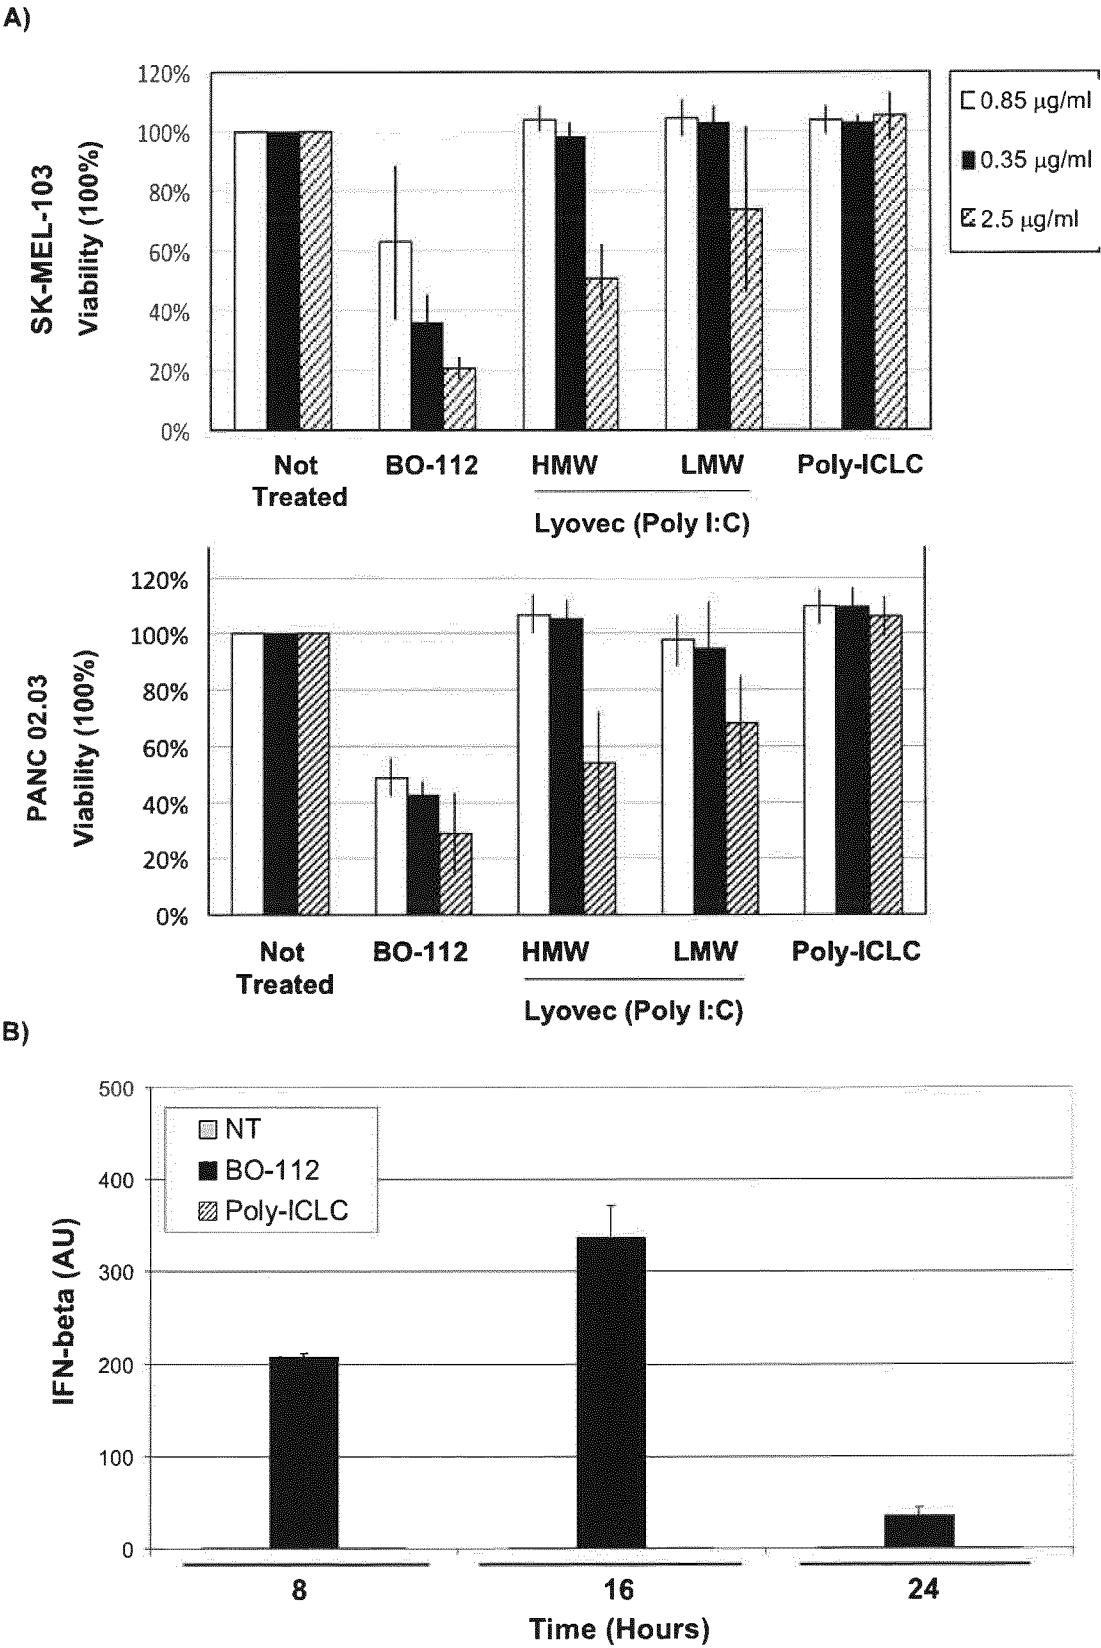 A)
SK-MEL-103
Viability (100%)
120%
100%
80%
60%
40%
20%
0%
0.85 µg/ml
0.35 µg/ml
2.5 µg/ml
Not
Treated
BO-112
HMW
LMW
Poly-ICLC
Lyovec (Poly I:C)
PANC 02.03
Viability (100%)
120%
100%
80%
60%
40%
20%
0%
Not
Treated
BO-112
HMW
LMW
Poly-ICLC
Lyovec (Poly I:C)
B)
IFN-beta (AU)
500
400
300
200
100
0
NT
BO-112
Poly-ICLC
8
16
24
Time (Hours)